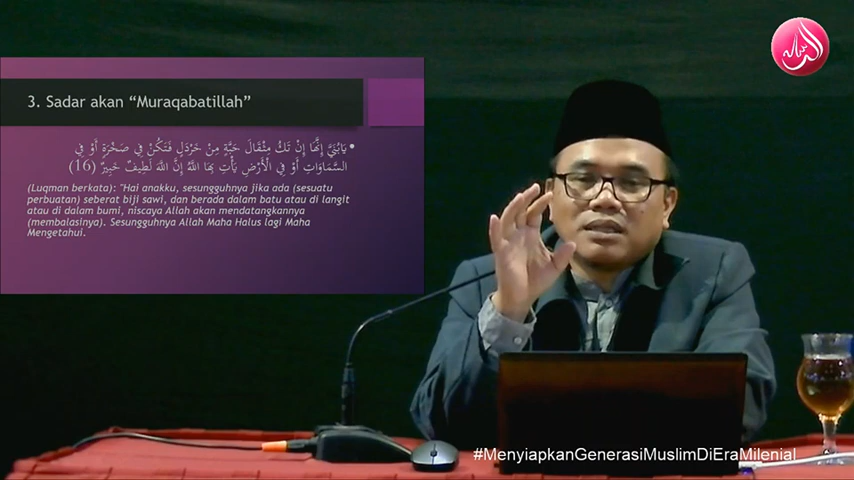 3. Sadar akan “Muraqabatillah”
• يَابُنَيَّ إِنَّهَا إِنْ تَكُ مِثْقَالَ حَبَّةٍ مِنْ خَرْدَلٍ فَتَكُنْ فِي صَخْرَةٍ أَوْ فِي
السَّمَاوَاتِ أَوْ فِي الْأَرْضِ يَأْتِ بِهَا اللَّهُ إِنَّ اللَّهَ لَطِيفٌ خَبِيرٌ (16)
(Luqman berkata): "Hai anakku, sesungguhnya jika ada (sesuatu
perbuatan) seberat biji sawi, dan berada dalam batu atau di langit
atau di dalam bumi, niscaya Allah akan mendatangkannya
(membalasinya). Sesungguhnya Allah Maha Halus lagi Maha
Mengetahui.
#MenyiapkanGenerasiMuslimDiEraMilenial